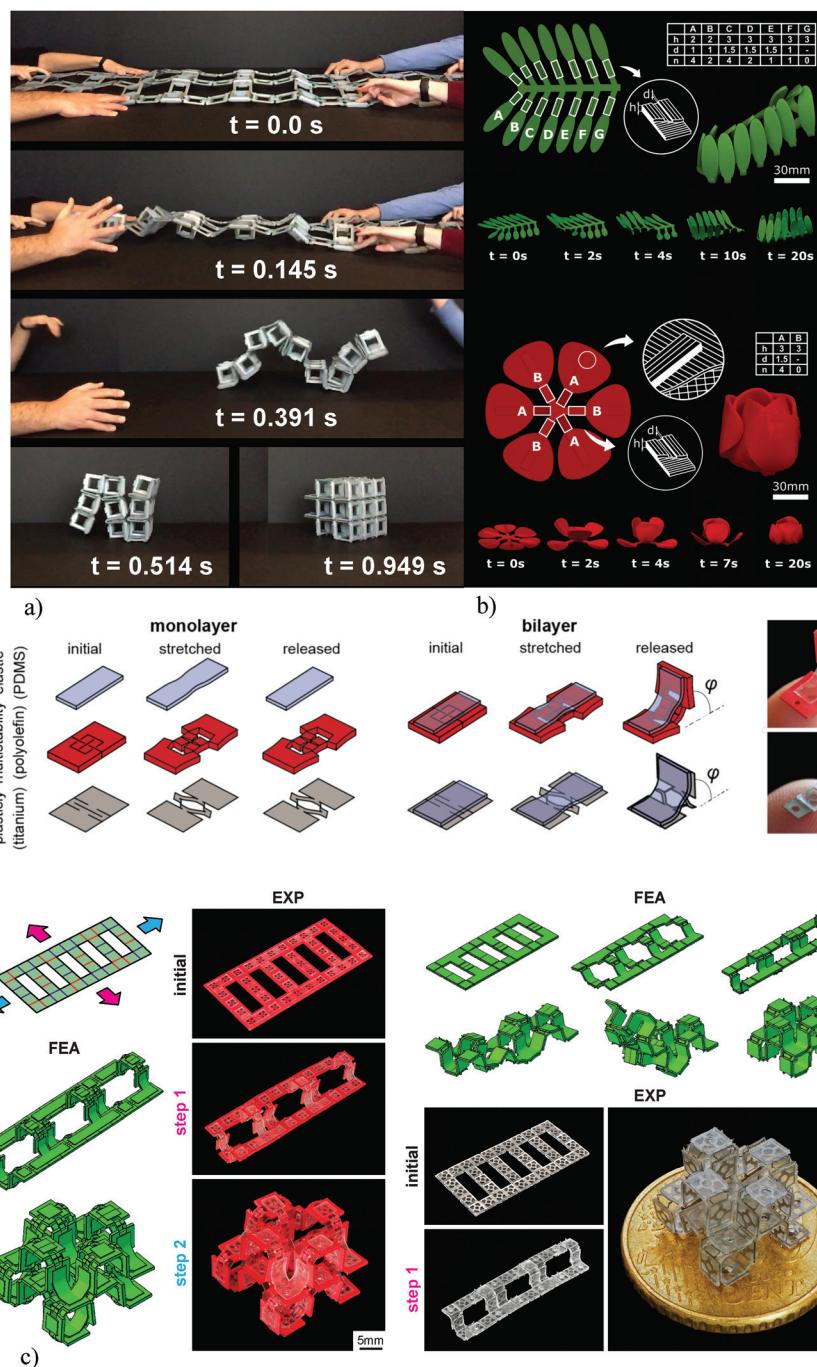 t = 0.0 s
t = 0.145 s
t = 0.391 s
t = 0.514 s
t = 0.949 s
a)
A B C D E F G
h 2 2 3 3 3 3 3
d 1 1 1.5 1.5 1.5 1 -
n 4 2 4 2 1 1 0
d
h
A B C D E F G
30mm
t = 0s t = 2s t = 4s t = 10s t = 20s
A B
h 3 3
d 1.5 -
n 4 0
B A
A B
B A
d
h
30mm
t = 0s t = 2s t = 4s t = 7s t = 20s
b)
monolayer
initial stretched released
bilayer
initial stretched released
(PDMS)
(polyolefin) multistability
(titanium)
φ
φ
EXP
initial
FEA
step 1
step 2
5mm
FEA
EXP
initial
step 1
c)